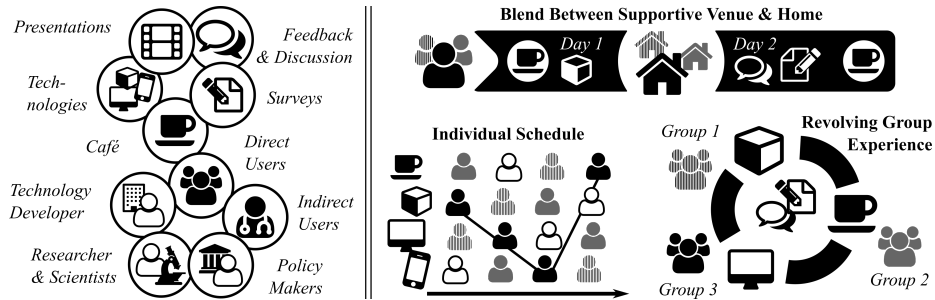 Presentations
Feedback
& Discussion
Tech-
nologies
Surveys
Café
Direct
Users
Technology
Developer
Indirect
Users
Researcher
& Scientists
Policy
Makers
Blend Between Supportive Venue & Home
Day 1
Day 2
Individual Schedule
Revolving Group
Experience
Group 1
Group 2
Group 3